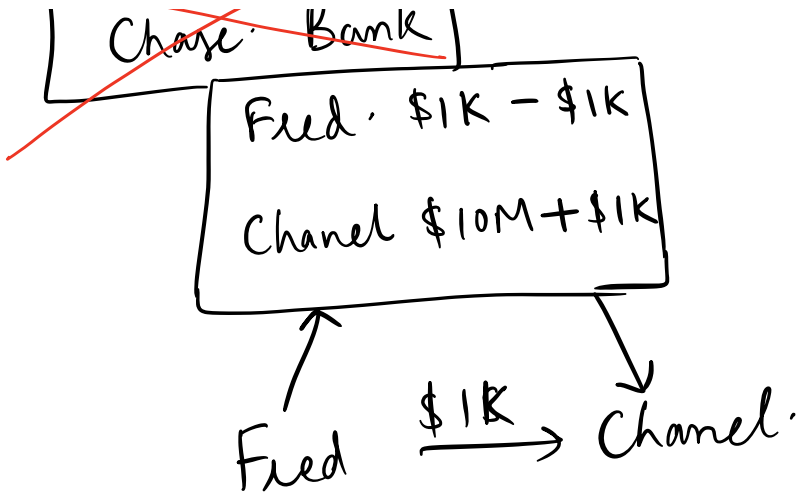 Chase. Bank
Fred. $1K - $1K
Chanel $10M + $1K
$1K
Fred
Chanel.